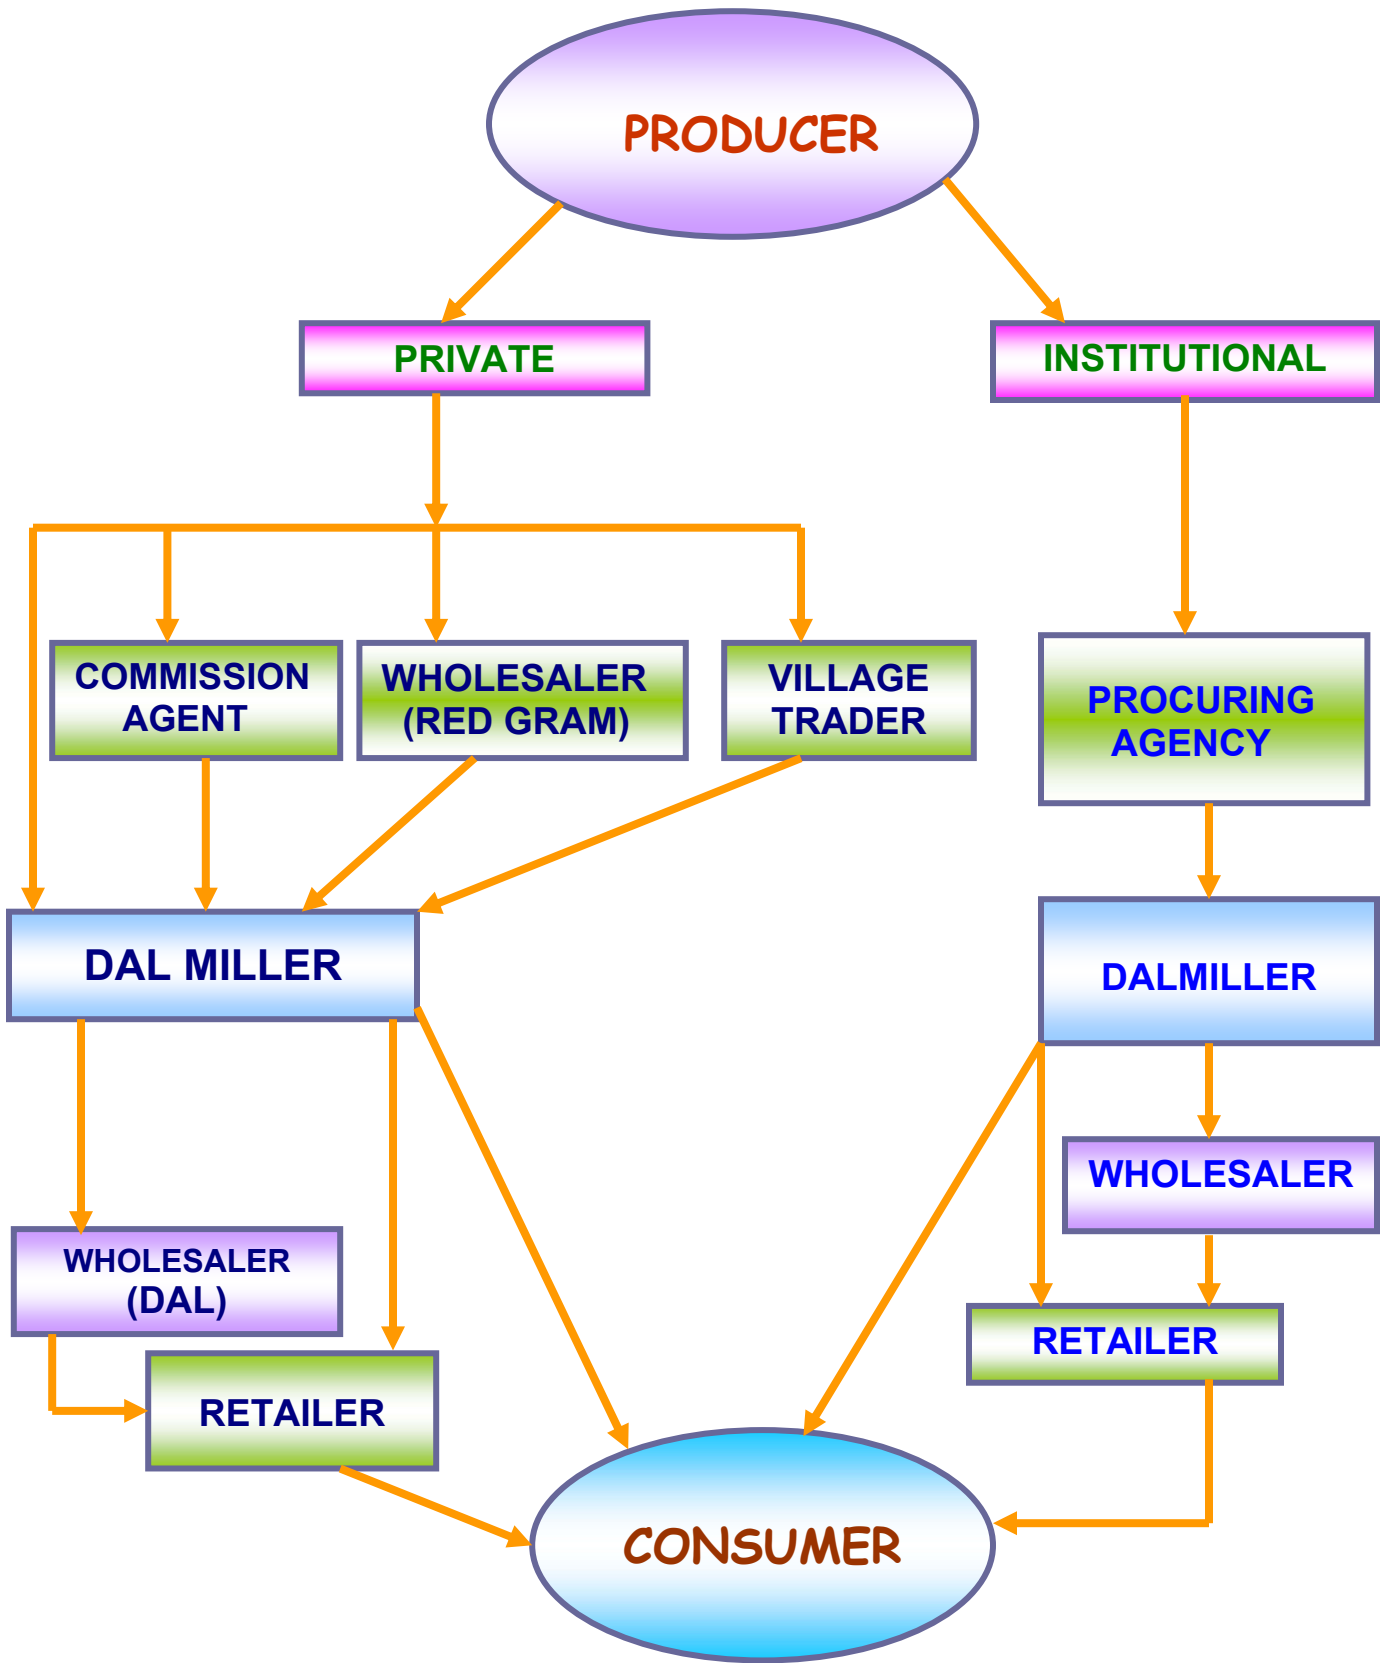 PRODUCER
PRIVATE
INSTITUTIONAL
COMMISSION
AGENT
WHOLESALER
(RED GRAM)
VILLAGE
TRADER
PROCURING
AGENCY
DAL MILLER
DALMILLER
WHOLESALER
WHOLESALER
(DAL)
RETAILER
RETAILER
CONSUMER